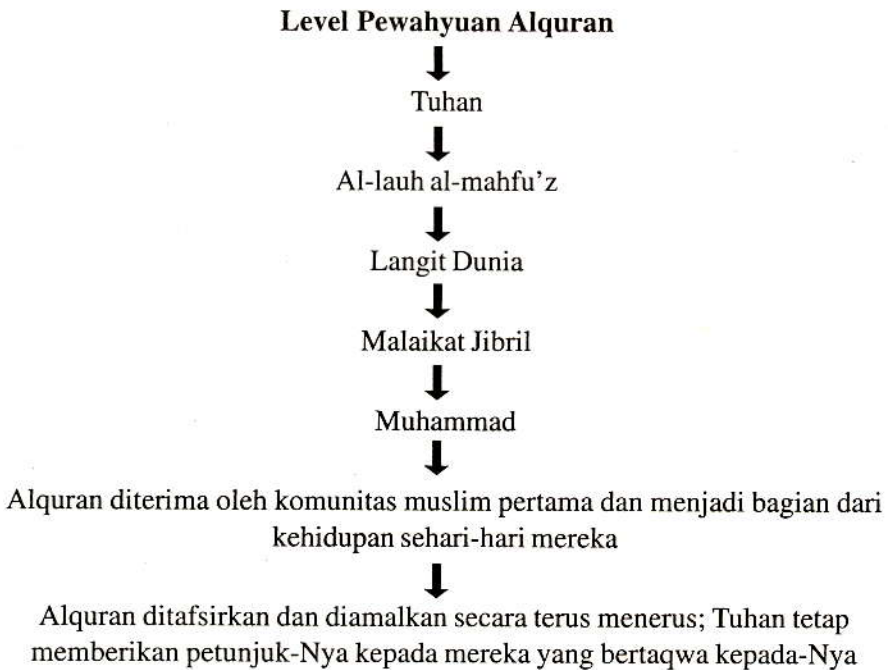 Level Pewahyuan Alquran
Tuhan
Al-lauh al-mahfu’z
Langit Dunia
Malaikat Jibril
Muhammad
Alquran diterima oleh komunitas muslim pertama dan menjadi bagian dari
kehidupan sehari-hari mereka
Alquran ditafsirkan dan diamalkan secara terus menerus; Tuhan tetap
memberikan petunjuk-Nya kepada mereka yang bertaqwa kepada-Nya